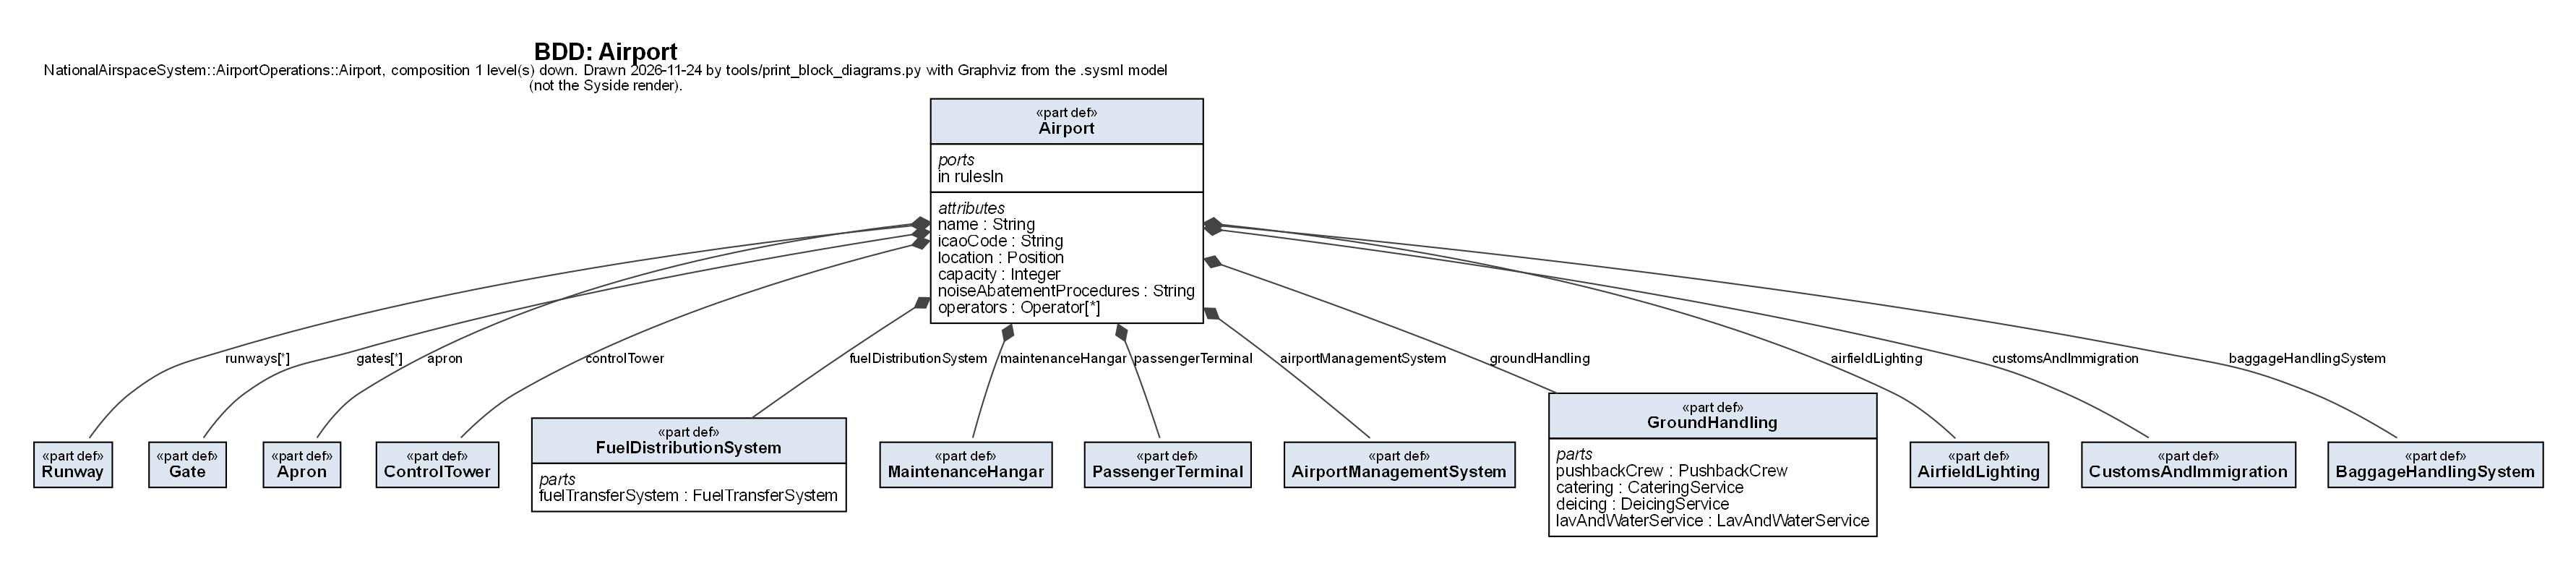 BDD: Airport
NationalAirspaceSystem::AirportOperations::Airport, composition 1 level(s) down. Drawn 2026-11-24 by tools/print_block_diagrams.py with Graphviz from the .sysml model
(not the Syside render).
«part def»
Airport
ports
in rulesIn
attributes
name : String
icaoCode : String
location : Position
capacity : Integer
noiseAbatementProcedures : String
operators : Operator[*]
runways[*]
gates[*]
apron
controlTower
fuelDistributionSystem
maintenanceHangar
passengerTerminal
airportManagementSystem
groundHandling
airfieldLighting
customsAndImmigration
baggageHandlingSystem
«part def»
Runway
«part def»
Gate
«part def»
Apron
«part def»
ControlTower
«part def»
FuelDistributionSystem
parts
fuelTransferSystem : FuelTransferSystem
«part def»
MaintenanceHangar
«part def»
PassengerTerminal
«part def»
AirportManagementSystem
«part def»
GroundHandling
parts
pushbackCrew : PushbackCrew
catering : CateringService
deicing : DeicingService
lavAndWaterService : LavAndWaterService
«part def»
AirfieldLighting
«part def»
CustomsAndImmigration
«part def»
BaggageHandlingSystem